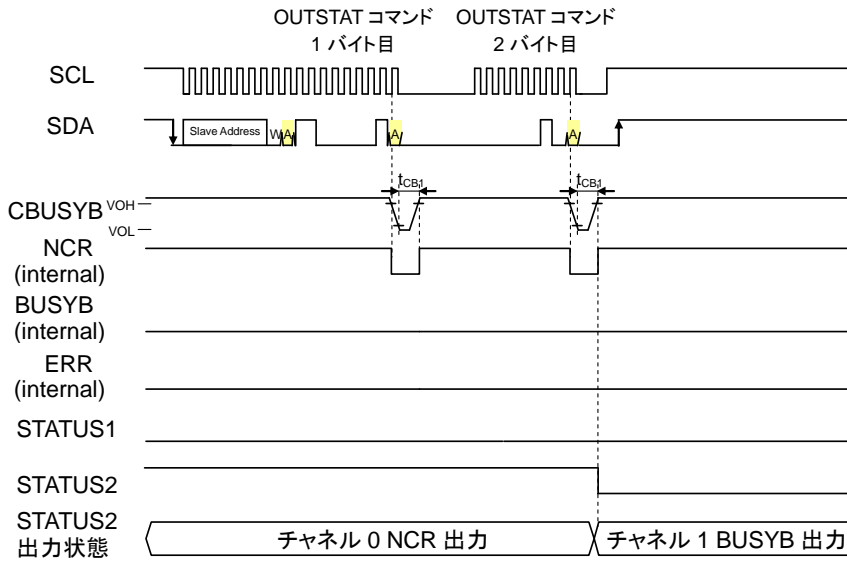 OUTSTAT コマンド OUTSTAT コマンド
1 バイト目 2 バイト目
SCL
SDA Slave Address W A A A
tCB1 tCB1
CBUSYB VOH
VOL
NCR
(internal)
BUSYB
(internal)
ERR
(internal)
STATUS1
STATUS2
STATUS2
出力状態 チャネル 0 NCR 出力 チャネル 1 BUSYB 出力